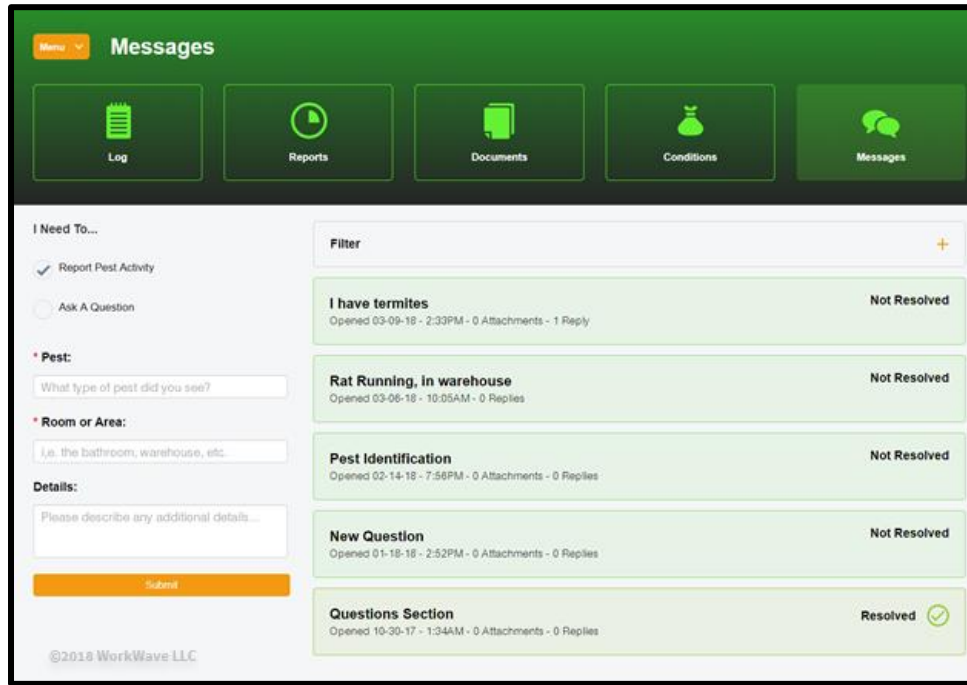 Menu
Messages
Log
Reports
Documents
Conditions
Messages
I Need To...
Report Pest Activity
Ask A Question
* Pest:
What type of pest did you see?
* Room or Area:
i,e. the bathroom, warehouse, etc.
Details:
Please describe any additional details...
Submit
©2018 WorkWave LLC
Filter
I have termites
Not Resolved
Opened 03-09-18 - 2:33PM - 0 Attachments - 1 Reply
Rat Running, in warehouse
Not Resolved
Opened 03-06-18 - 10:05AM - 0 Replies
Pest Identification
Not Resolved
Opened 02-14-18 - 7:56PM - 0 Attachments - 0 Replies
New Question
Not Resolved
Opened 01-18-18 - 2:52PM - 0 Attachments - 0 Replies
Questions Section
Resolved
Opened 10-30-17 - 1:34AM - 0 Attachments - 0 Replies